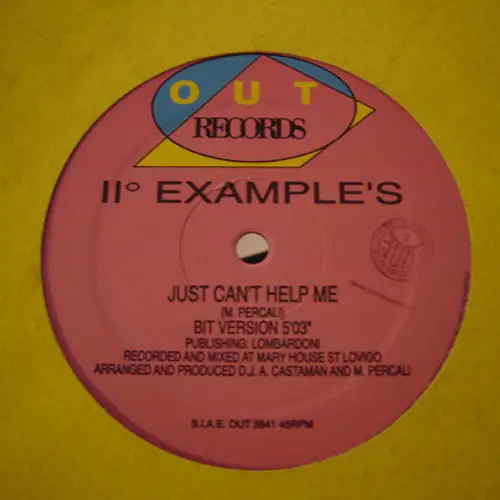 OUT
RECORDS
II° EXAMPLE'S
JUST CAN'T HELP ME
(M. PERCALI)
BIT VERSION 5'03"
PUBLISHING: LOMBARDONI
RECORDED AND MIXED AT MARY HOUSE ST LOVIGO
ARRANGED AND PRODUCED D.J. A. CASTAMAN AND M. PERCALI
S.I.A.E. OUT 3841 45RPM